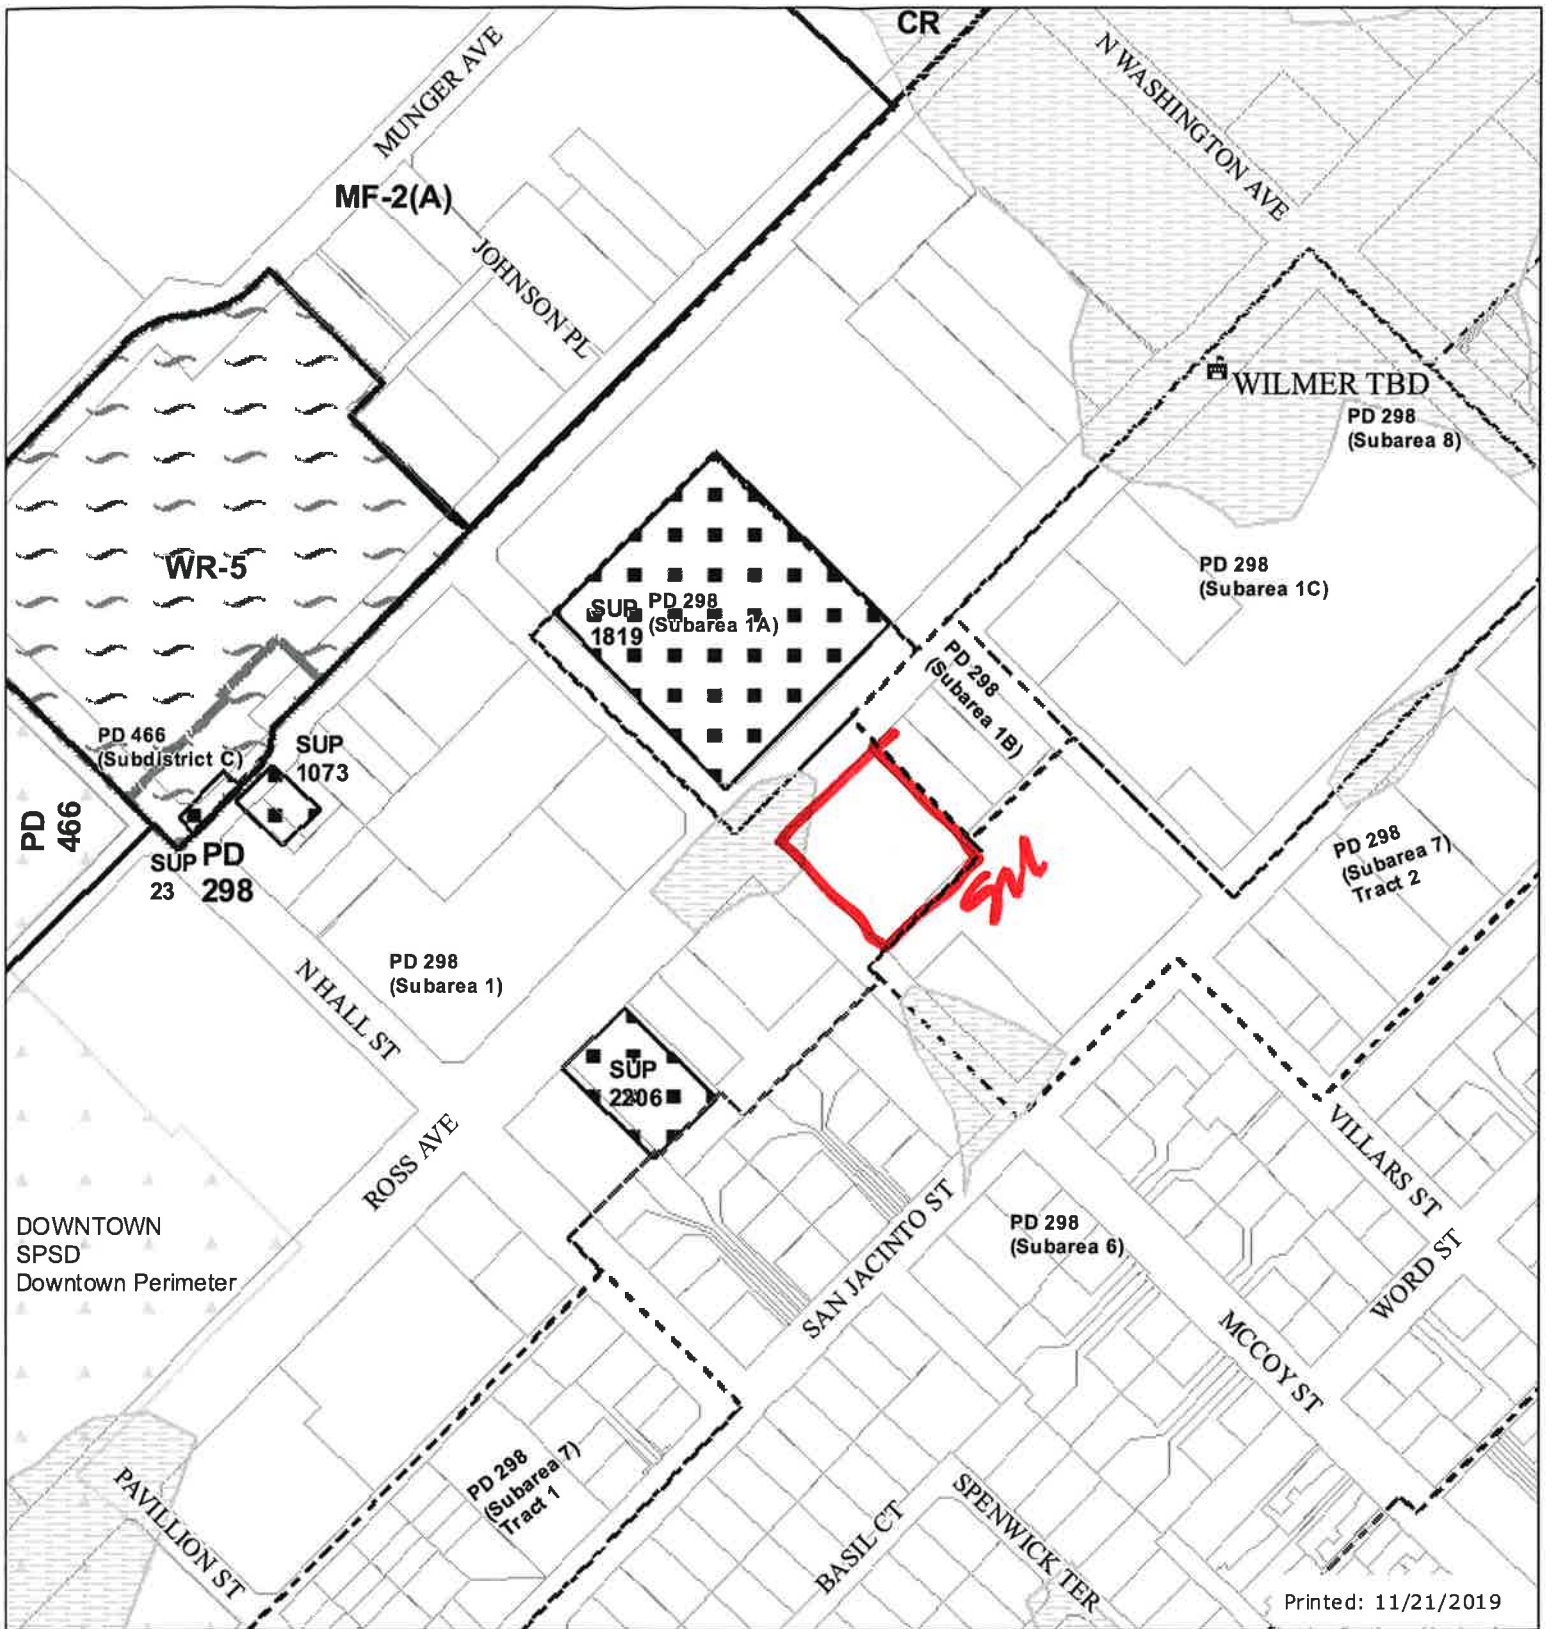 CR
MUNGER AVE
N WASHINGTON AVE
MF-2(A)
JOHNSON PL
WILMER TBD
PD 298
(Subarea 8)
WR-5
PD 298
(Subarea 1C)
SUP
1819
PD 298
(Subarea 1A)
PD 298
(Subarea 1B)
PD 466
(Subdistrict C)
SUP
1073
PD
466
SUP
23
PD
298
PD 298
(Subarea 7)
Tract 2
PD 298
(Subarea 1)
N HALL ST
SUP
2206
ROSS AVE
VILLARS ST
SAN JACINTO ST
PD 298
(Subarea 6)
WORD ST
DOWNTOWN
SPSD
Downtown Perimeter
MCCOY ST
PD 298
(Subarea 7)
Tract 1
PAVILLION ST
BASIL CT
SPENWICK TER
Printed: 11/21/2019